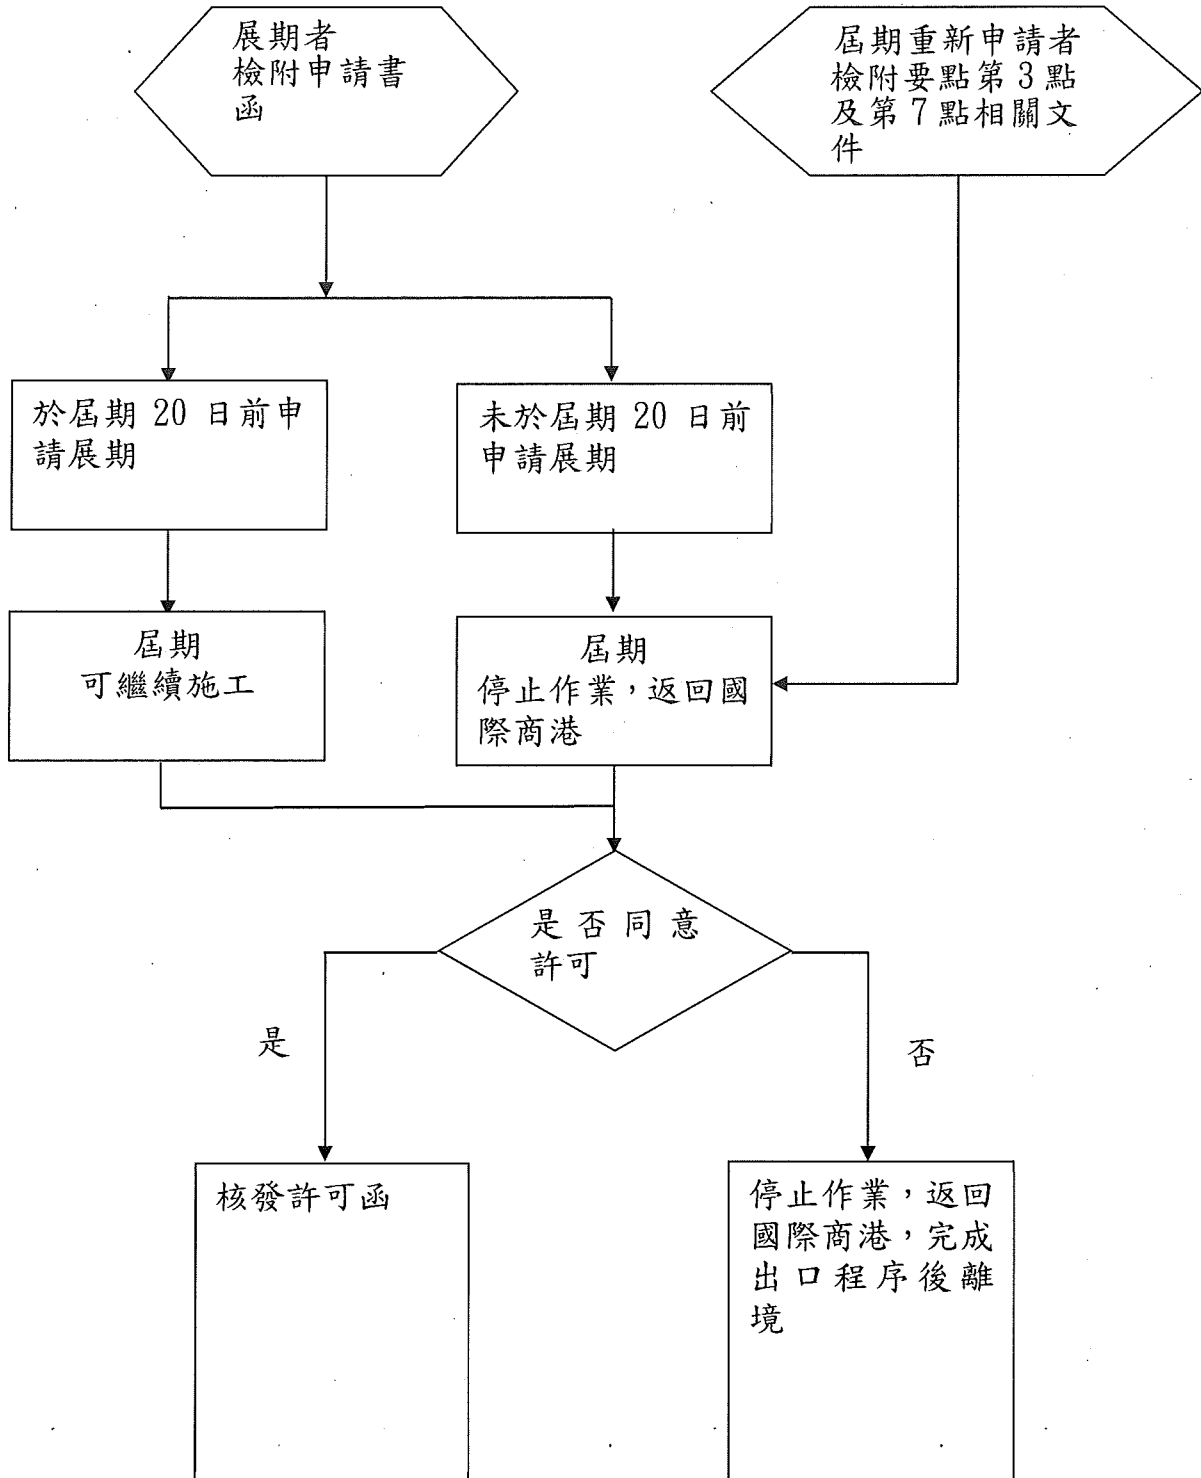 展期者
檢附申請書
函
屆期重新申請者
檢附要點第3點
及第7點相關文
件
於屆期 20 日前申
請展期
未於屆期 20 日前
申請展期
屆期
可繼續施工
屆期
停止作業，返回國
際商港
是否同意
許可
是
否
核發許可函
停止作業，返回
國際商港，完成
出口程序後離
境